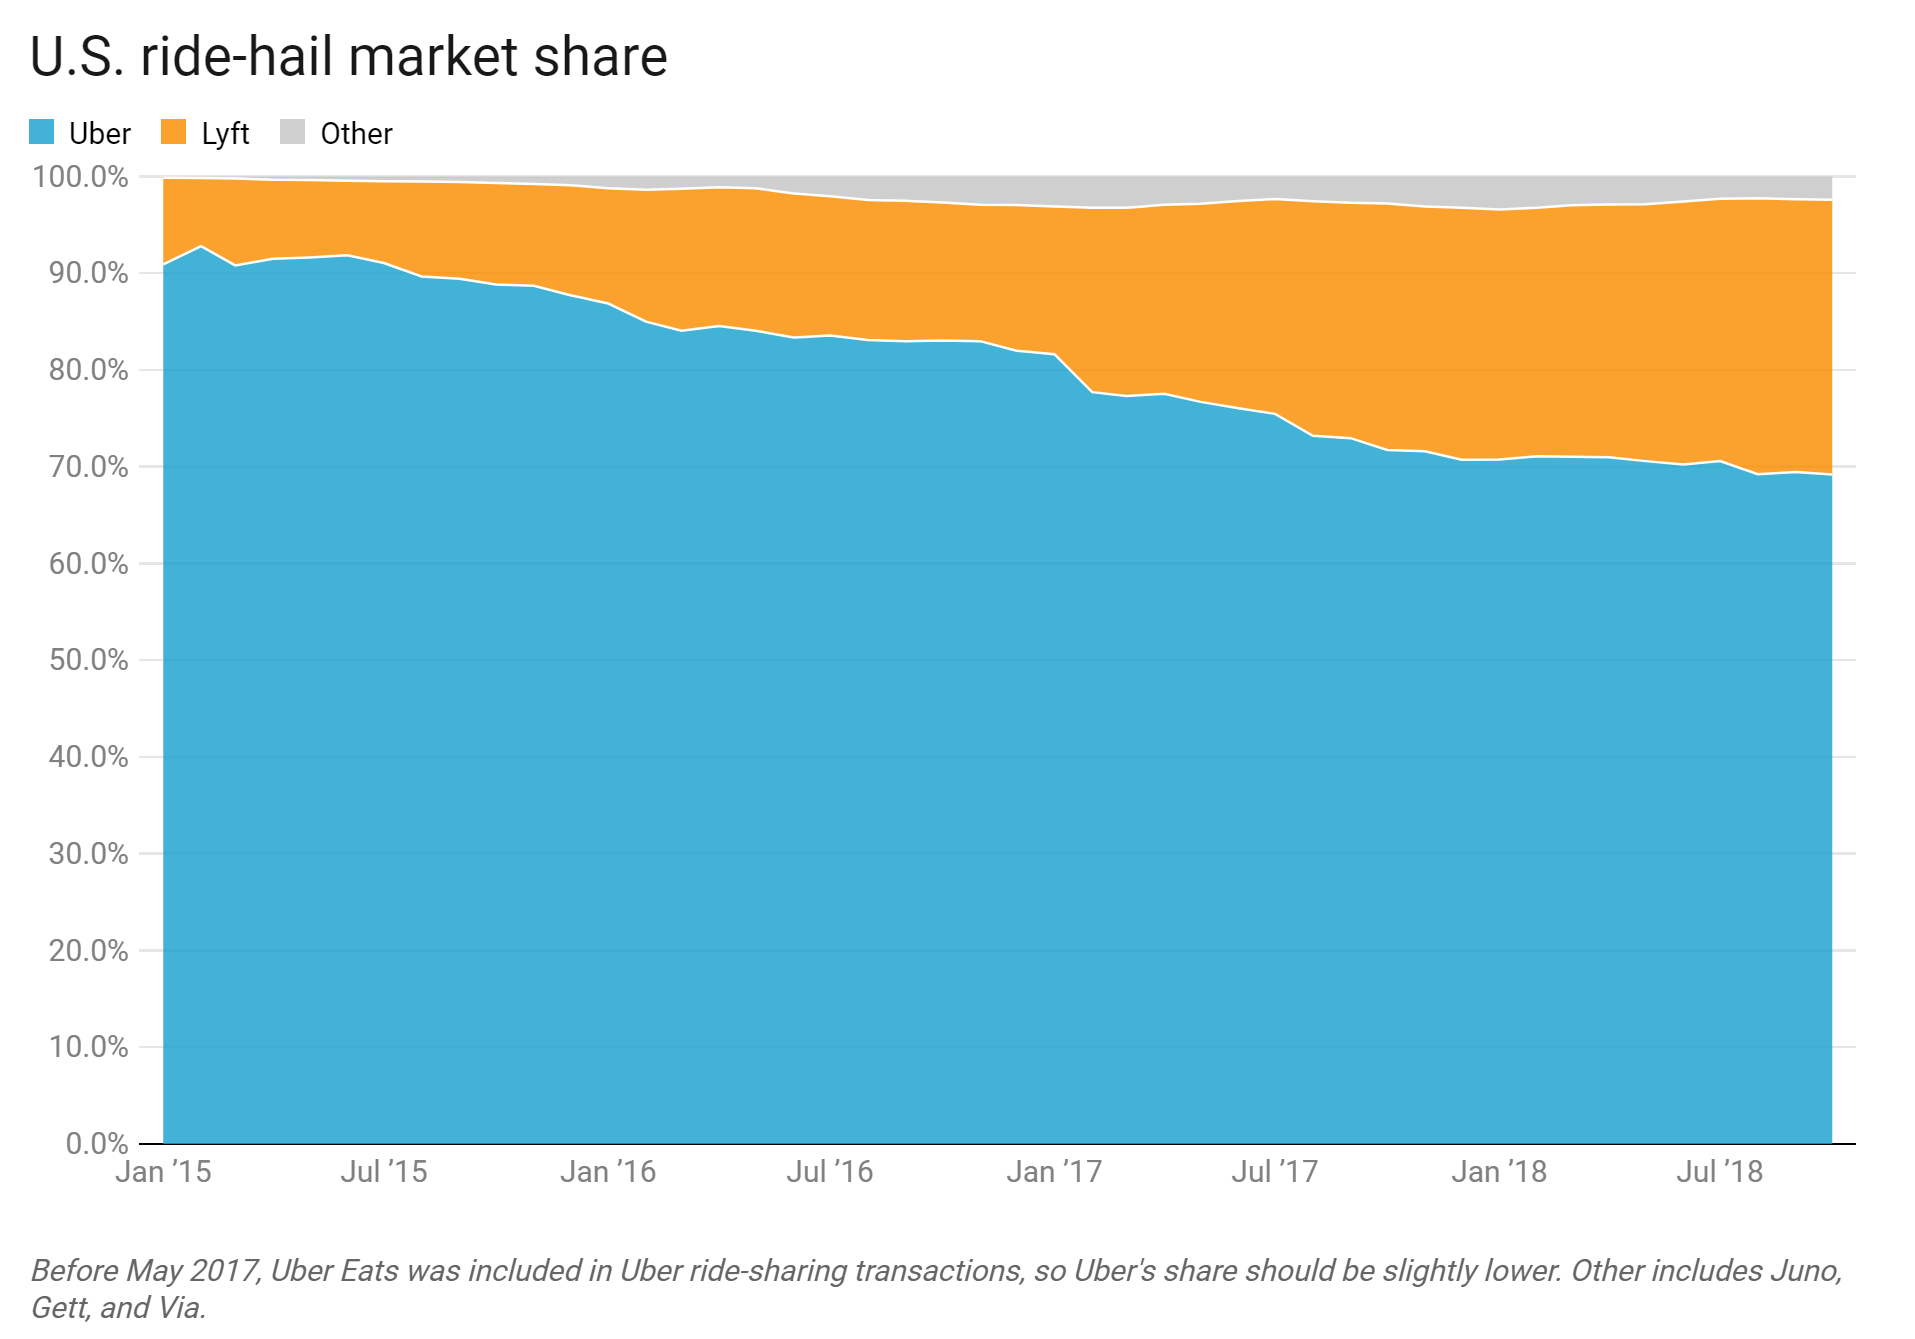 U.S. ride-hail market share
Uber Lyft Other
100.0%
90.0%
80.0%
70.0%
60.0%
50.0%
40.0%
30.0%
20.0%
10.0%
0.0%
Jan ’15 Jul ’15 Jan ’16 Jul ’16 Jan ’17 Jul ’17 Jan ’18 Jul ’18
Before May 2017, Uber Eats was included in Uber ride-sharing transactions, so Uber's share should be slightly lower. Other includes Juno,
Gett, and Via.